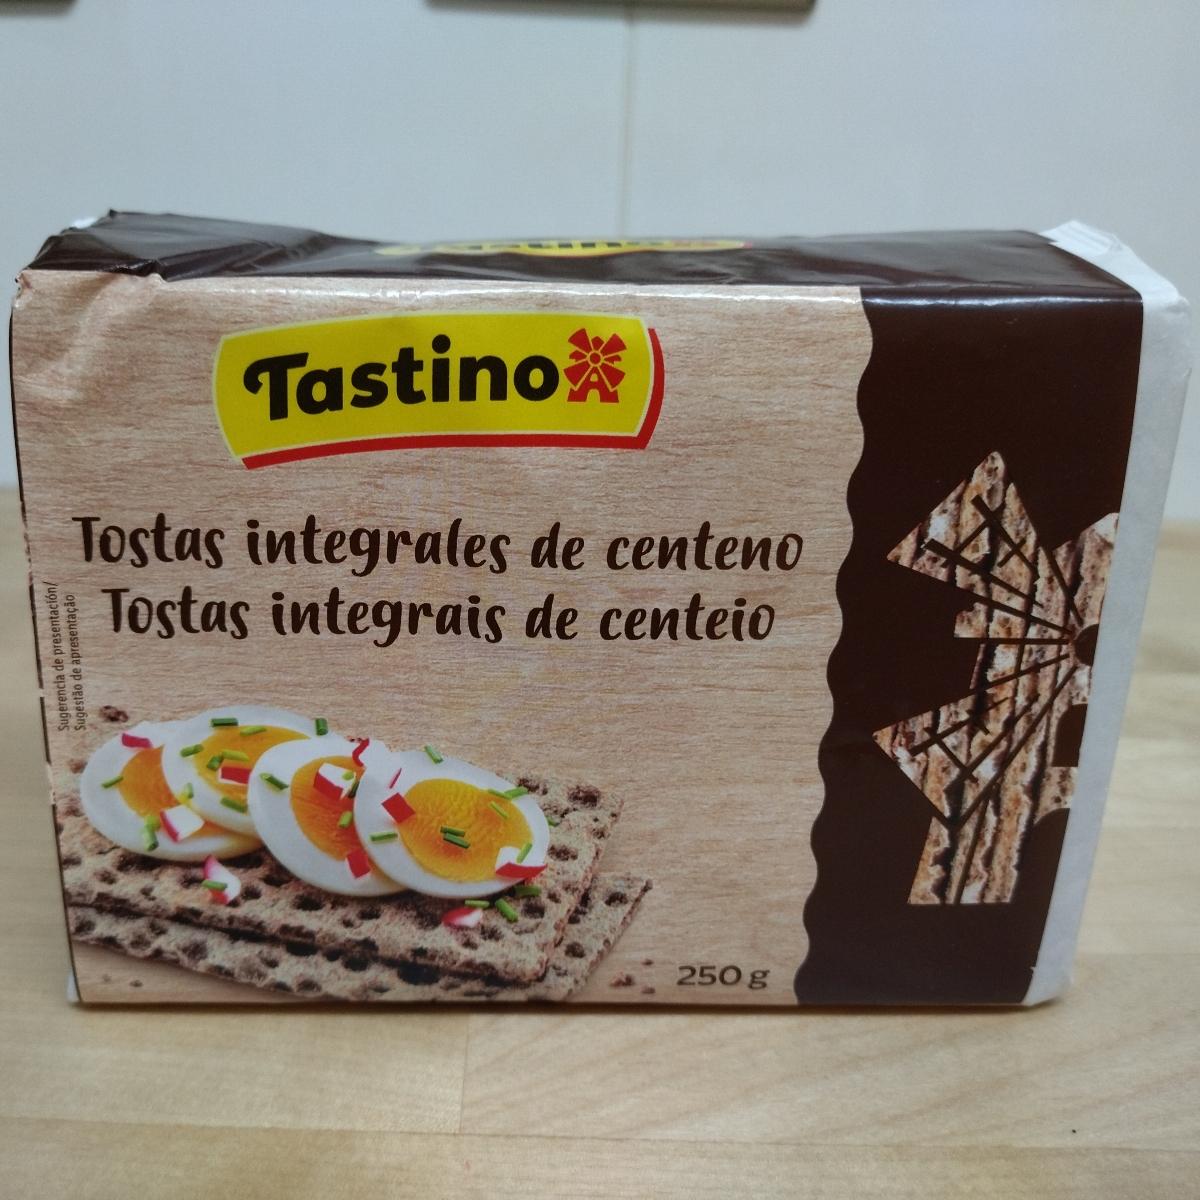 Tastino
Tostas integrales de centeno
Tostas integrais de centeio
Sugerencia de presentación/
Sugestão de apresentação
250 g